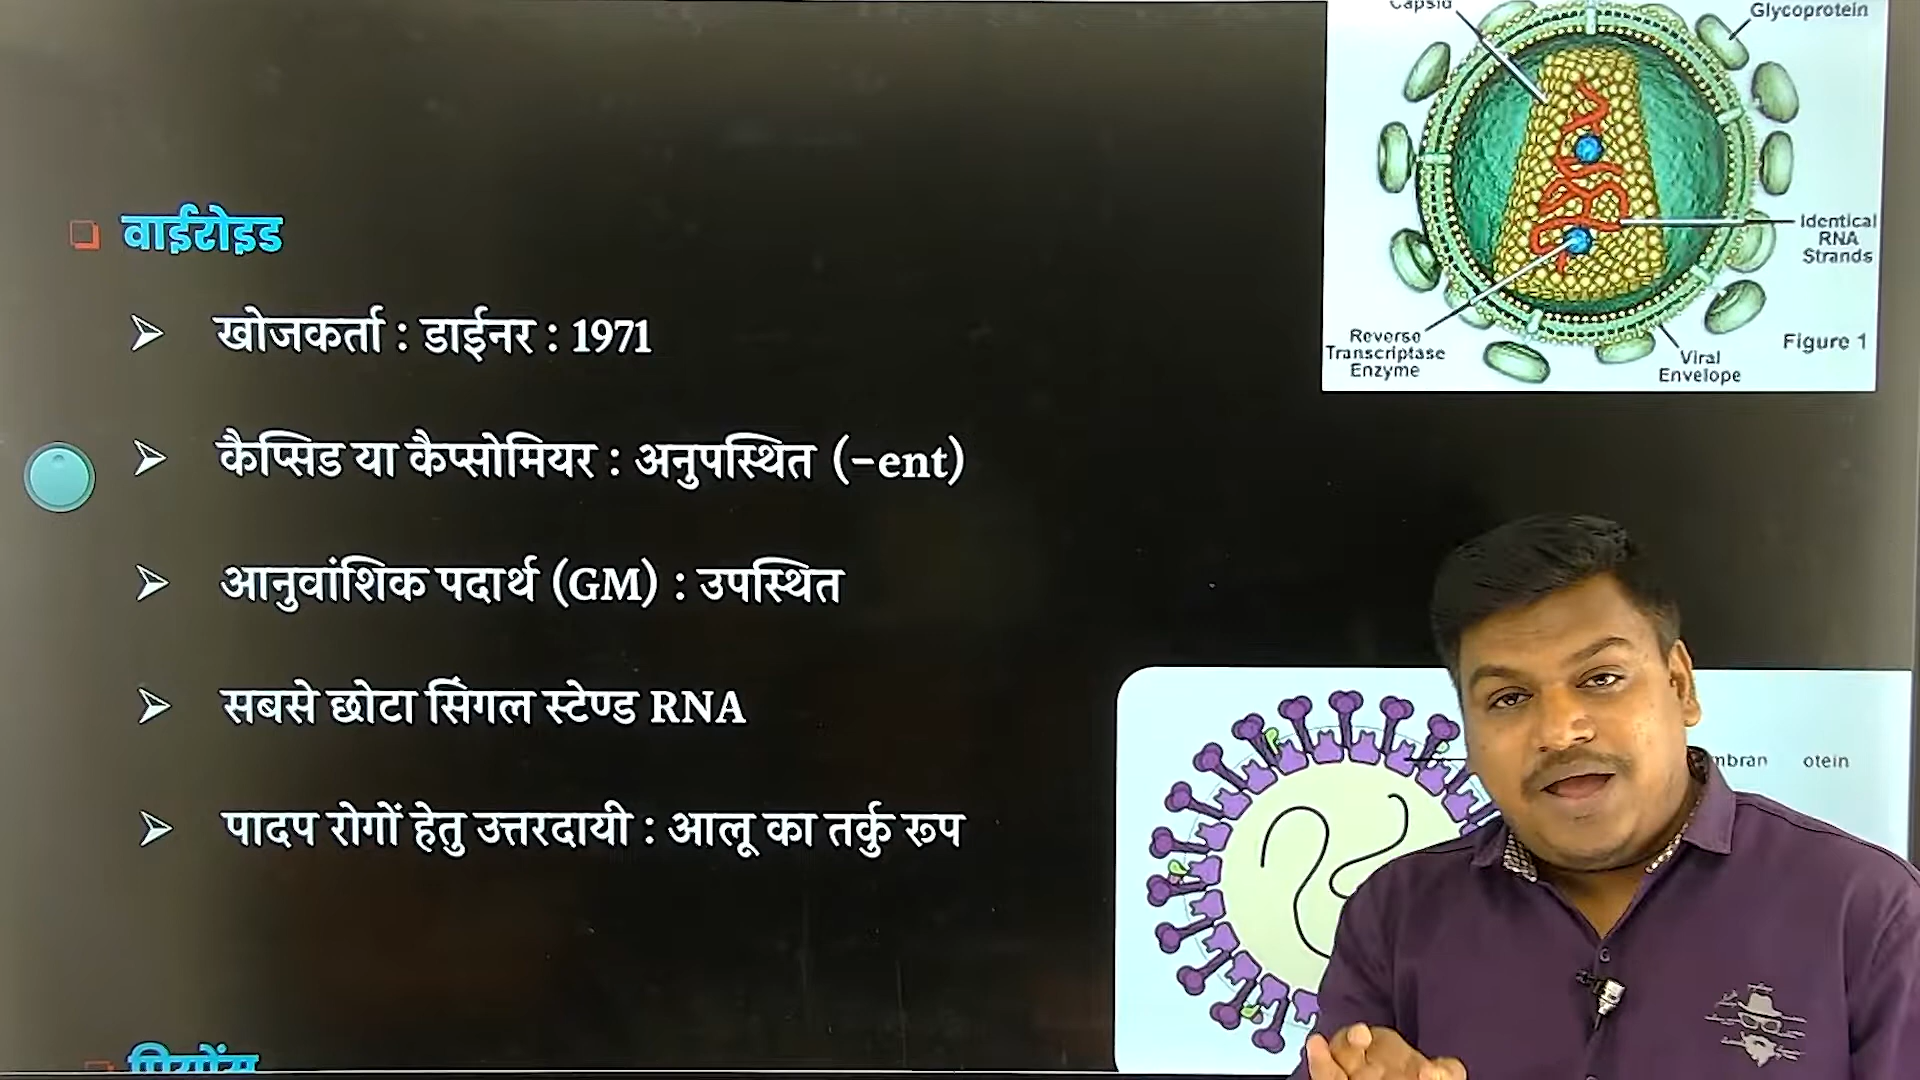 Capsid
Glycoprotein
वाईरोइड
खोजकर्ता : डाईनर : 1971
Identical
RNA
Strands
Reverse
Transcriptase
Enzyme
Viral
Envelope
Figure 1
कैप्सिड या कैप्सोमियर : अनुपस्थित (-ent)
आनुवांशिक पदार्थ (GM) : उपस्थित
सबसे छोटा सिंगल स्टेण्ड RNA
पादप रोगों हेतु उत्तरदायी : आलू का तर्कु रूप
mbran otein